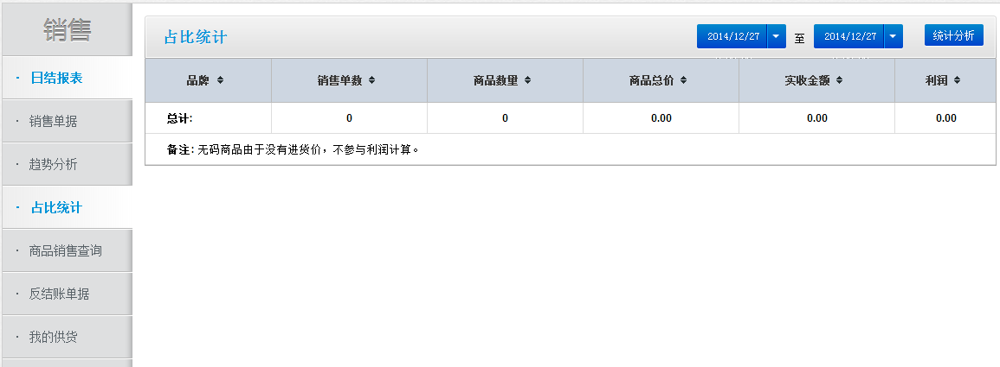 销售
日结报表
销售单据
趋势分析
占比统计
商品销售查询
反结账单据
我的供货
占比统计
2014/12/27 至 2014/12/27 统计分析
品牌 销售单数 商品数量 商品总价 实收金额 利润
总计: 0 0 0.00 0.00 0.00
备注: 无码商品由于没有进货价，不参与利润计算。